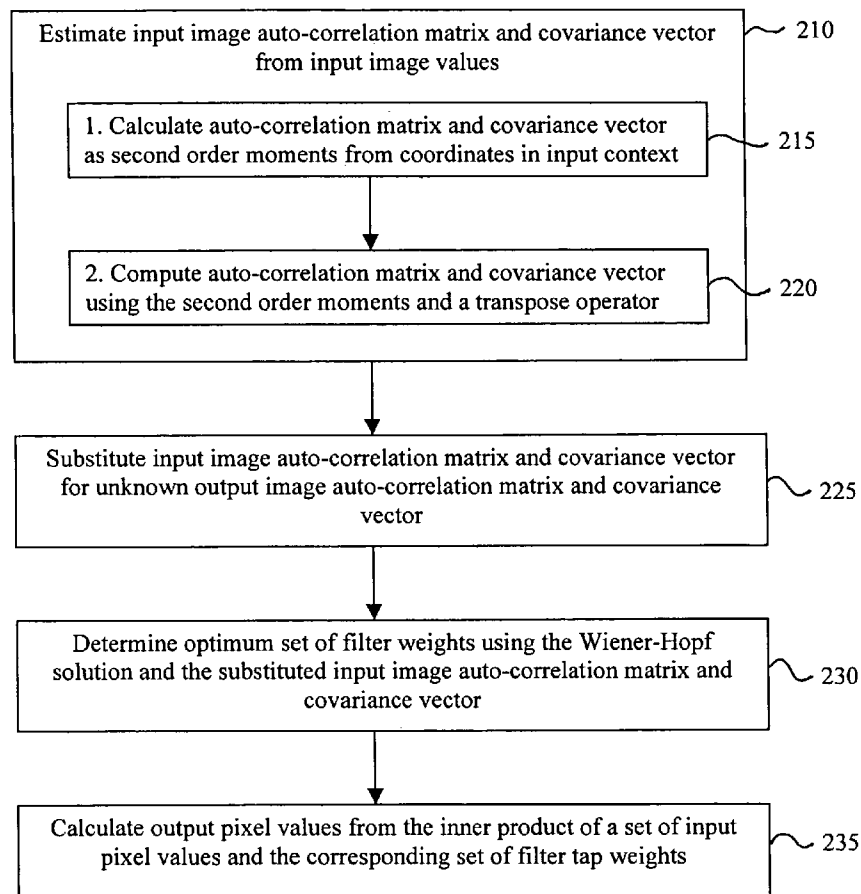 Estimate input image auto-correlation matrix and covariance vector
from input image values
210
1. Calculate auto-correlation matrix and covariance vector
as second order moments from coordinates in input context
215
2. Compute auto-correlation matrix and covariance vector
using the second order moments and a transpose operator
220
Substitute input image auto-correlation matrix and covariance vector
for unknown output image auto-correlation matrix and covariance
vector
225
Determine optimum set of filter weights using the Wiener-Hopf
solution and the substituted input image auto-correlation matrix and
covariance vector
230
Calculate output pixel values from the inner product of a set of input
pixel values and the corresponding set of filter tap weights
235